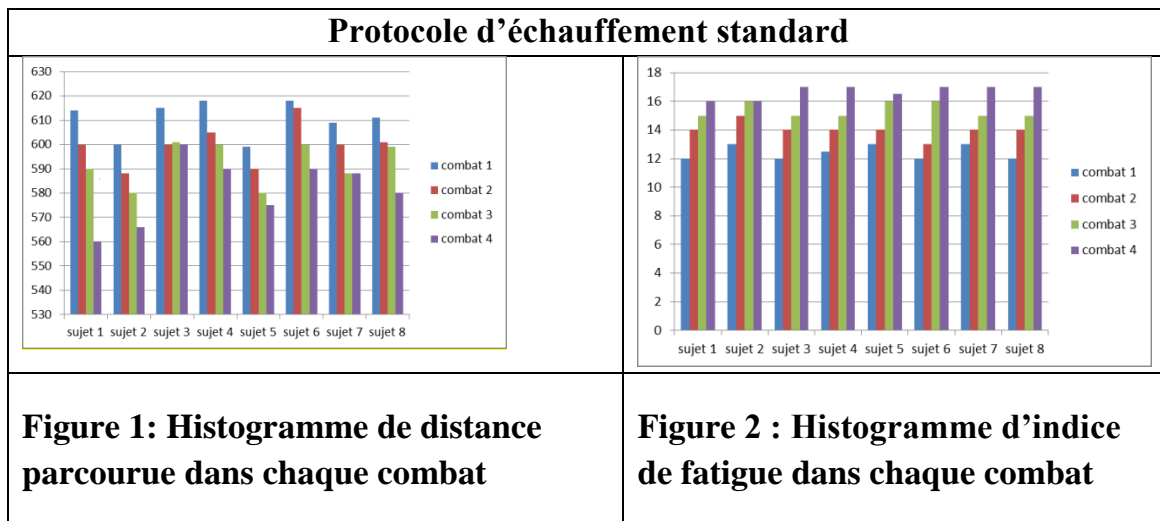 Protocole d'échauffement standard
630
620
610
600
590
580
570
560
550
540
530
sujet 1 sujet 2 sujet 3 sujet 4 sujet 5 sujet 6 sujet 7 sujet 8
combat 1
combat 2
combat 3
combat 4
18
16
14
12
10
8
6
4
2
0
sujet 1 sujet 2 sujet 3 sujet 4 sujet 5 sujet 6 sujet 7 sujet 8
combat 1
combat 2
combat 3
combat 4
Figure 1: Histogramme de distance
parcourue dans chaque combat
Figure 2 : Histogramme d'indice
de fatigue dans chaque combat